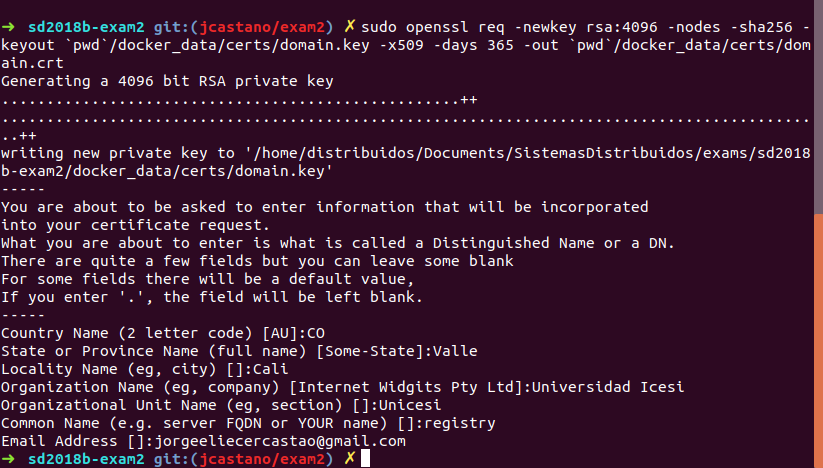 ➜ sd2018b-exam2 git:(jcastano/exam2) ✗ sudo openssl req -newkey rsa:4096 -nodes -sha256 -
keyout `pwd`/docker_data/certs/domain.key -x509 -days 365 -out `pwd`/docker_data/certs/dom
ain.crt
Generating a 4096 bit RSA private key
...................................................++
..........................................................................................
..++
writing new private key to '/home/distribuidos/Documents/SistemasDistribuidos/exams/sd2018
b-exam2/docker_data/certs/domain.key'
-----
You are about to be asked to enter information that will be incorporated
into your certificate request.
What you are about to enter is what is called a Distinguished Name or a DN.
There are quite a few fields but you can leave some blank
For some fields there will be a default value,
If you enter '.', the field will be left blank.
-----
Country Name (2 letter code) [AU]:CO
State or Province Name (full name) [Some-State]:Valle
Locality Name (eg, city) []:Cali
Organization Name (eg, company) [Internet Widgits Pty Ltd]:Universidad Icesi
Organizational Unit Name (eg, section) []:Unicesi
Common Name (e.g. server FQDN or YOUR name) []:registry
Email Address []:jorgeeliecercastao@gmail.com
➜ sd2018b-exam2 git:(jcastano/exam2) ✗